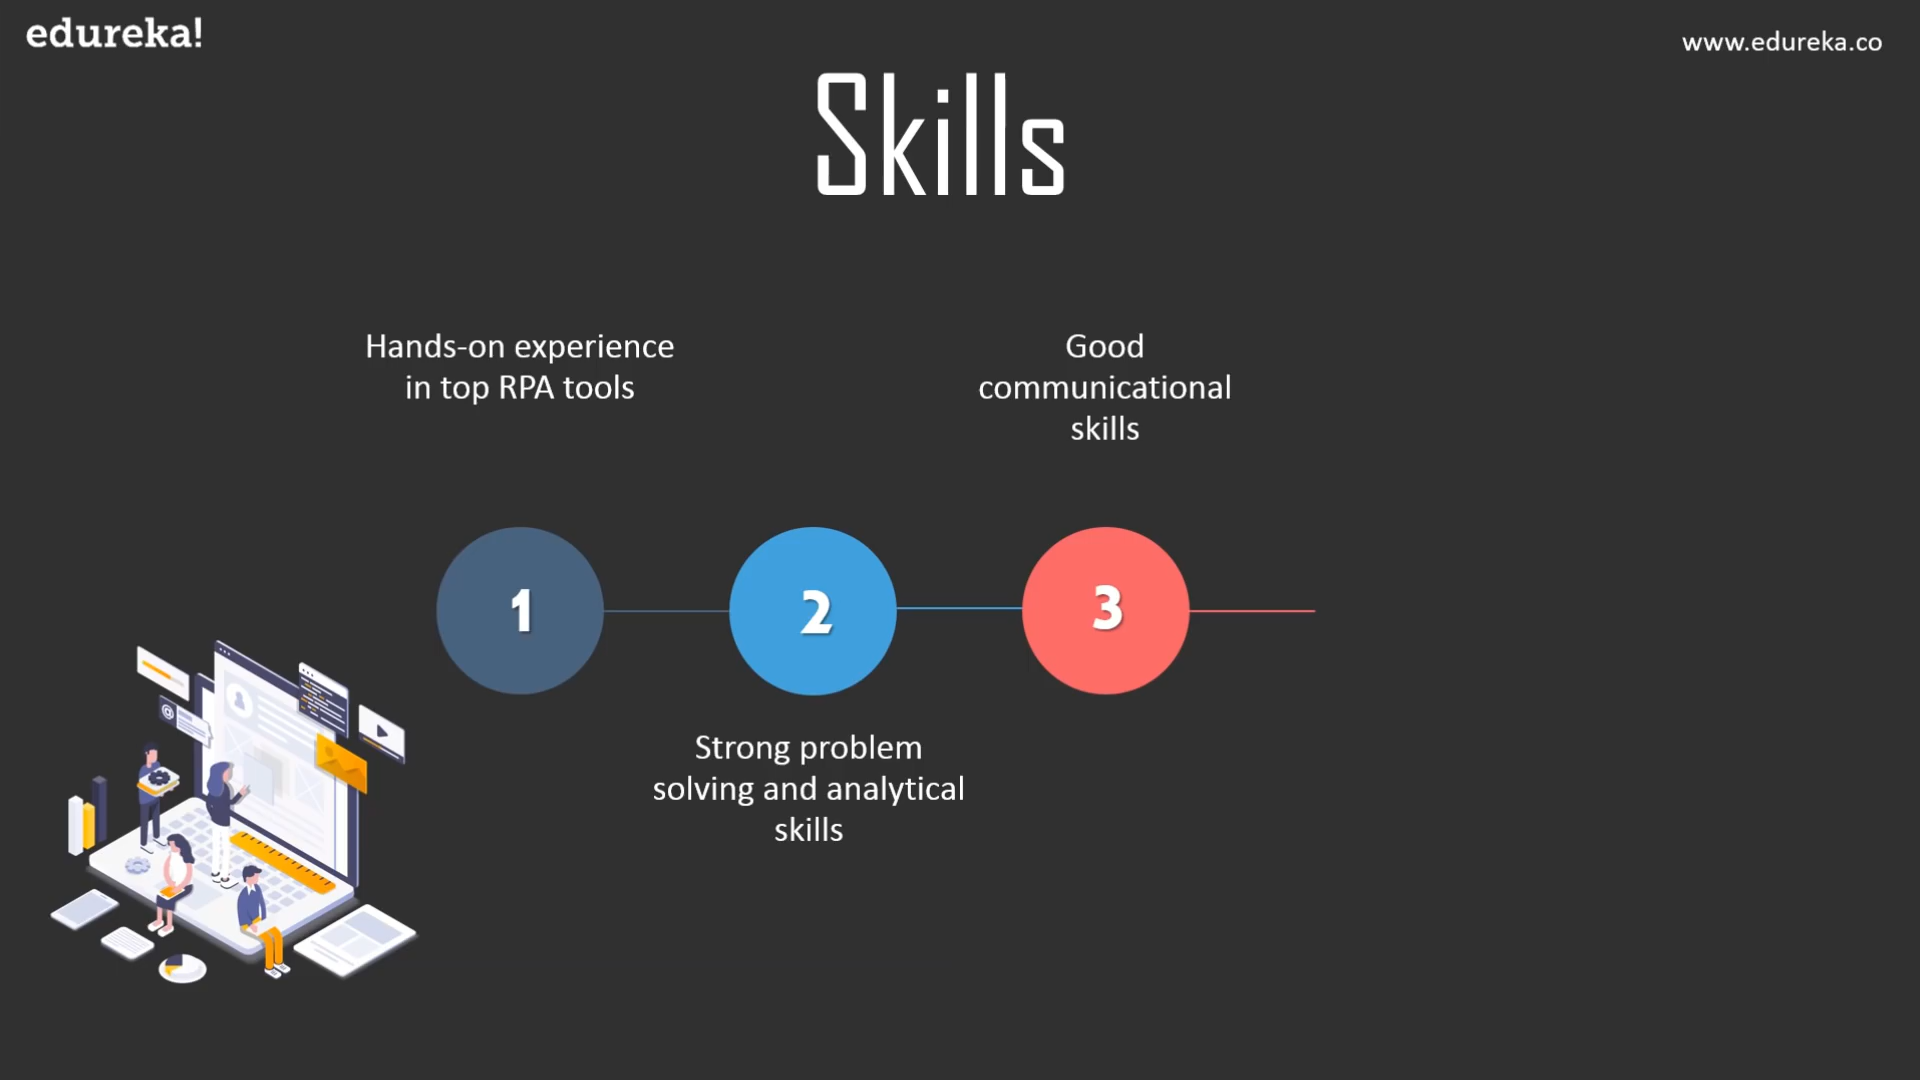 edureka!
www.edureka.co
Skills
Hands-on experience
in top RPA tools
Good
communicational
skills
1
2
3
Strong problem
solving and analytical
skills